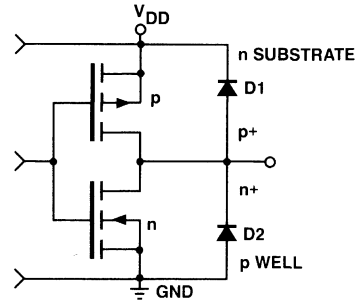 VDD
n SUBSTRATE
D1
p
p+
n+
n
D2
p WELL
GND